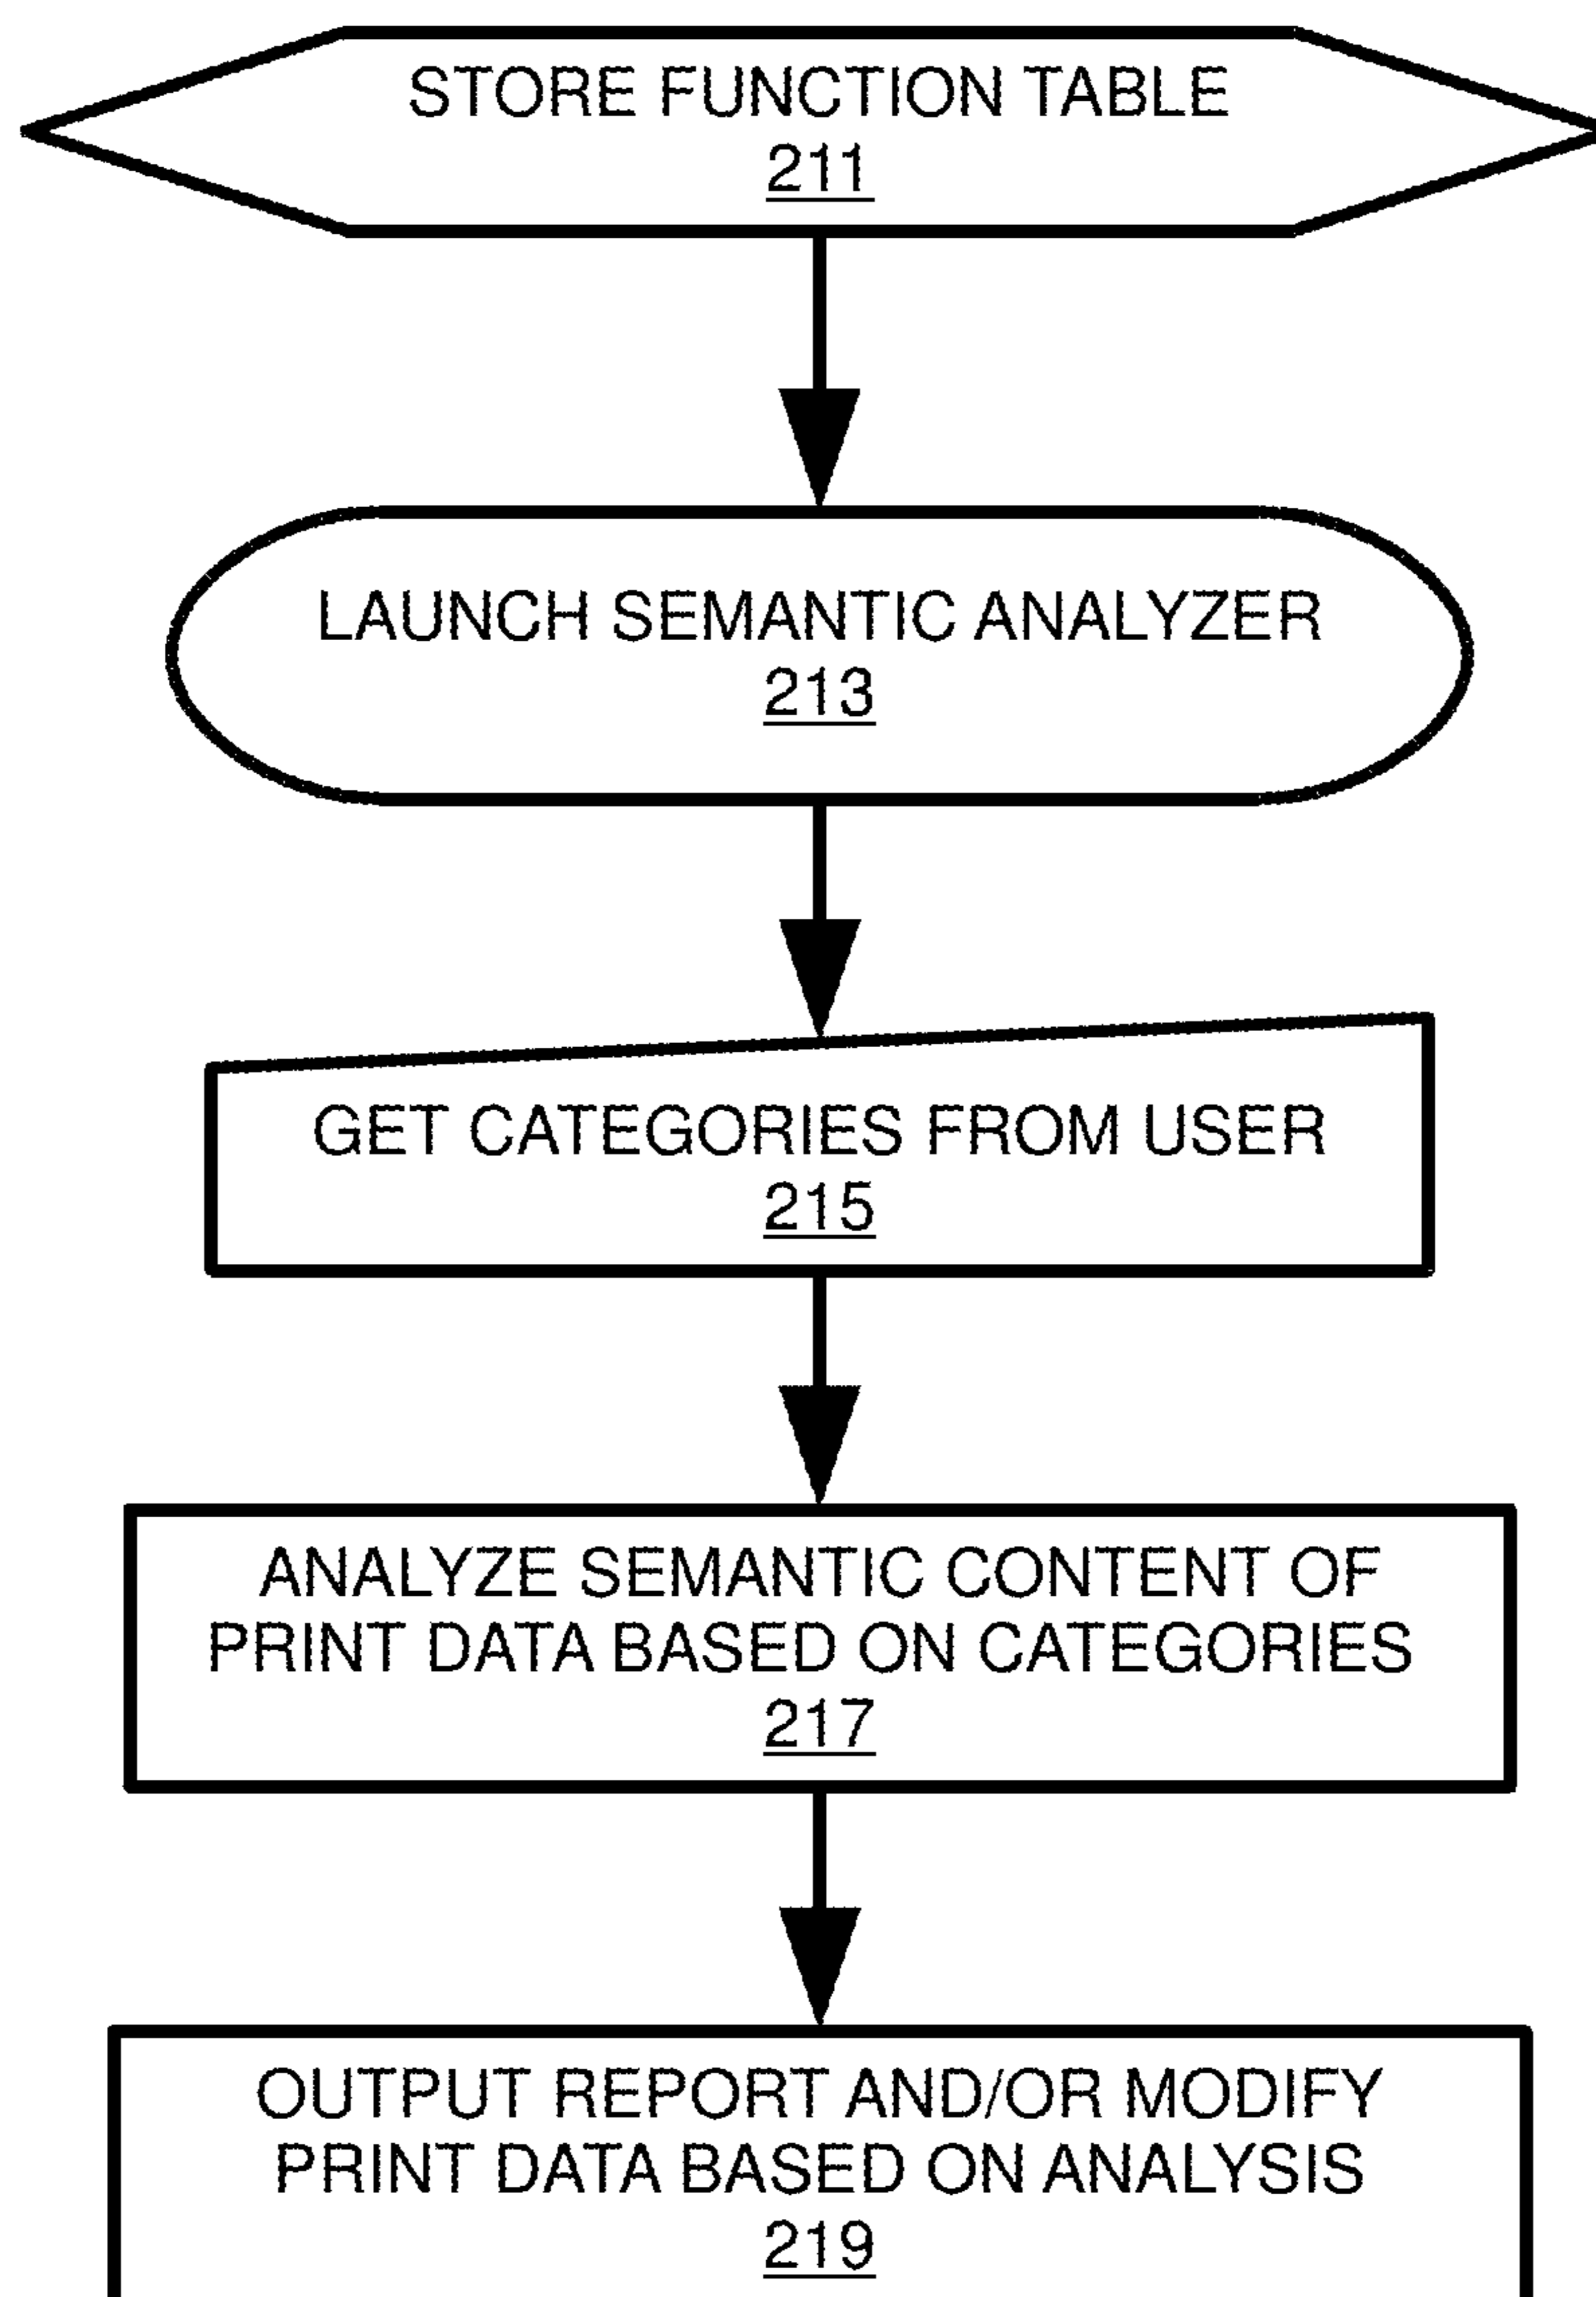 STORE FUNCTION TABLE
211
LAUNCH SEMANTIC ANALYZER
213
GET CATEGORIES FROM USER
215
ANALYZE SEMANTIC CONTENT OF
PRINT DATA BASED ON CATEGORIES
217
OUTPUT REPORT AND/OR MODIFY
PRINT DATA BASED ON ANALYSIS
219